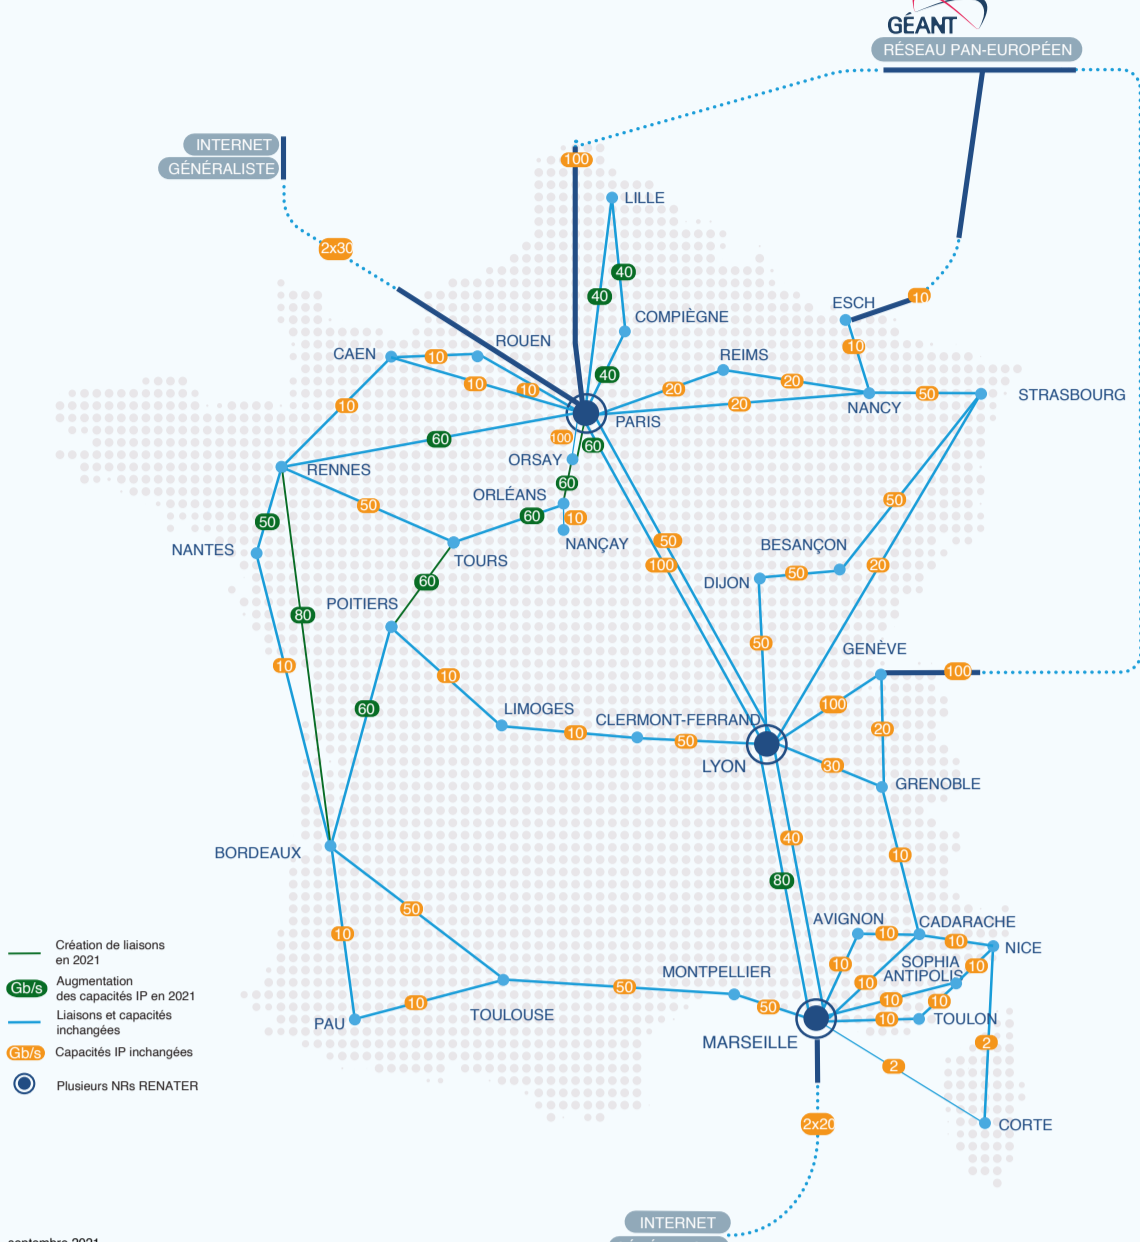 GÉANT
RÉSEAU PAN-EUROPÉEN
INTERNET
GÉNÉRALISTE
100
LILLE
2x30
40
40
10
ESCH
COMPIÈGNE
ROUEN
CAEN
10
10
REIMS
40
10
10
20
20
50
STRASBOURG
10
20
NANCY
PARIS
60
100
60
ORSAY
RENNES
60
ORLÉANS
50
50
60
10
50
NANTES
NANÇAY
50
BESANÇON
TOURS
100
20
50
DIJON
60
POITIERS
80
50
GENÈVE
10
10
100
LIMOGES
100
60
CLERMONT-FERRAND
20
10
50
LYON
30
GRENOBLE
40
BORDEAUX
10
80
50
AVIGNON
CADARACHE
10
10
10
NICE
Création de liaisons
en 2021
SOPHIA
ANTIPOLIS
10
10
MONTPELLIER
10
Gb/s
Augmentation
des capacités IP en 2021
50
10
10
10
50
TOULOUSE
10
TOULON
PAU
Liaisons et capacités
inchangées
MARSEILLE
2
Gb/s
Capacités IP inchangées
2
Plusieurs NRs RENATER
2x20
CORTE
INTERNET